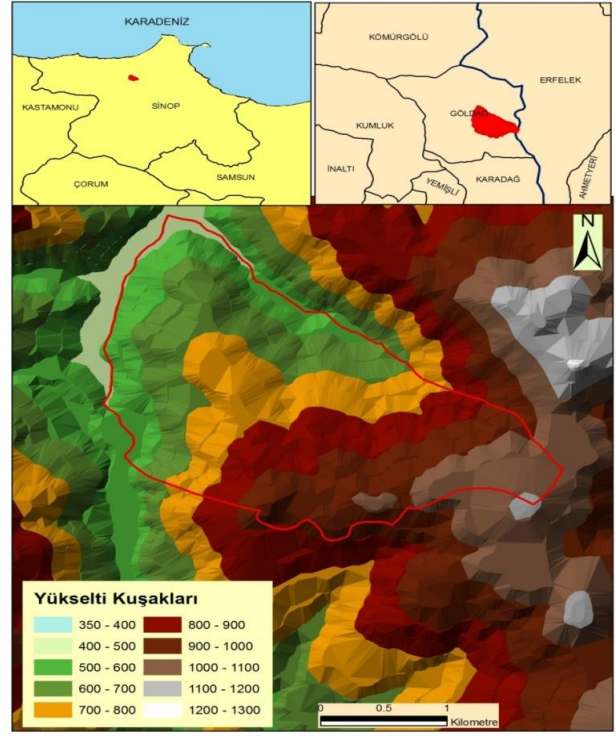 KARADENİZ
KASTAMONU
SİNOP
ÇORUM
SAMSUN
KÖMÜRGÖLÜ
ERFELEK
GÖLDAĞ
KUMLUK
İNALTI
YEMİŞLİ
KARADAĞ
AHMETYERİ
N
Yükselti Kuşakları
350 - 400
400 - 500
500 - 600
600 - 700
700 - 800
800 - 900
900 - 1000
1000 - 1100
1100 - 1200
1200 - 1300
0 0.5 1
Kilometre